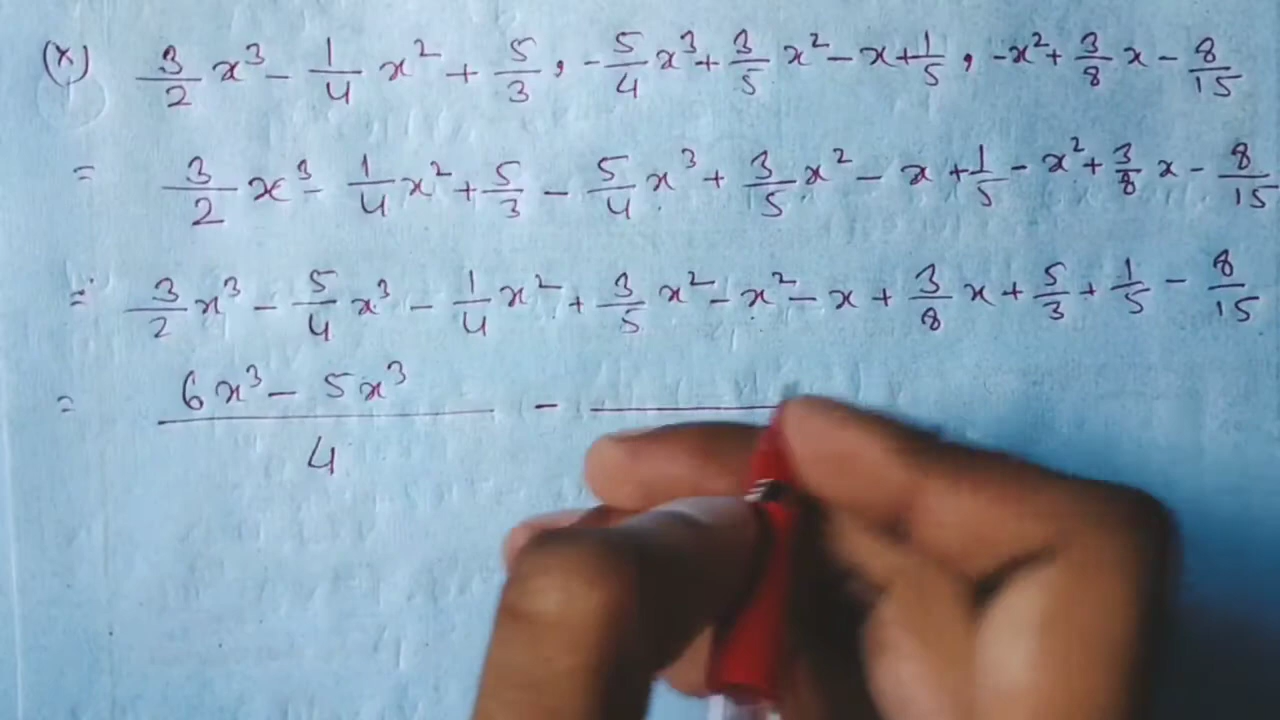 (x) 3/2 x³ - 1/4 x² + 5/3, -5/4 x³ + 3/5 x² - x + 1/5, -x² + 3/8 x - 8/15
= 3/2 x³ - 1/4 x² + 5/3 - 5/4 x³ + 3/5 x² - x + 1/5 - x² + 3/8 x - 8/15
= 3/2 x³ - 5/4 x³ - 1/4 x² + 3/5 x² - x² - x + 3/8 x + 5/3 + 1/5 - 8/15
= (6x³ - 5x³)/4 -